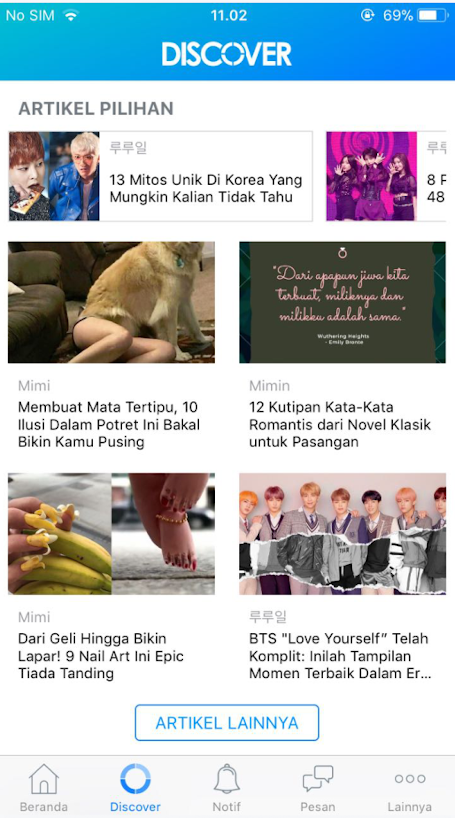 No SIM 11.02 69%
DISCOVER
ARTIKEL PILIHAN
루루일
13 Mitos Unik Di Korea Yang
Mungkin Kalian Tidak Tahu
루루
8 F
48
"Dari apapun jiwa kita
terbuat, miliknya dan
milikku adalah sama."
Wuthering Heights
- Emily Bronte
Mimi
Membuat Mata Tertipu, 10
Ilusi Dalam Potret Ini Bakal
Bikin Kamu Pusing
Mimin
12 Kutipan Kata-Kata
Romantis dari Novel Klasik
untuk Pasangan
Mimi
Dari Geli Hingga Bikin
Lapar! 9 Nail Art Ini Epic
Tiada Tanding
루루일
BTS "Love Yourself” Telah
Komplit: Inilah Tampilan
Momen Terbaik Dalam Er...
ARTIKEL LAINNYA
Beranda
Discover
Notif
Pesan
Lainnya